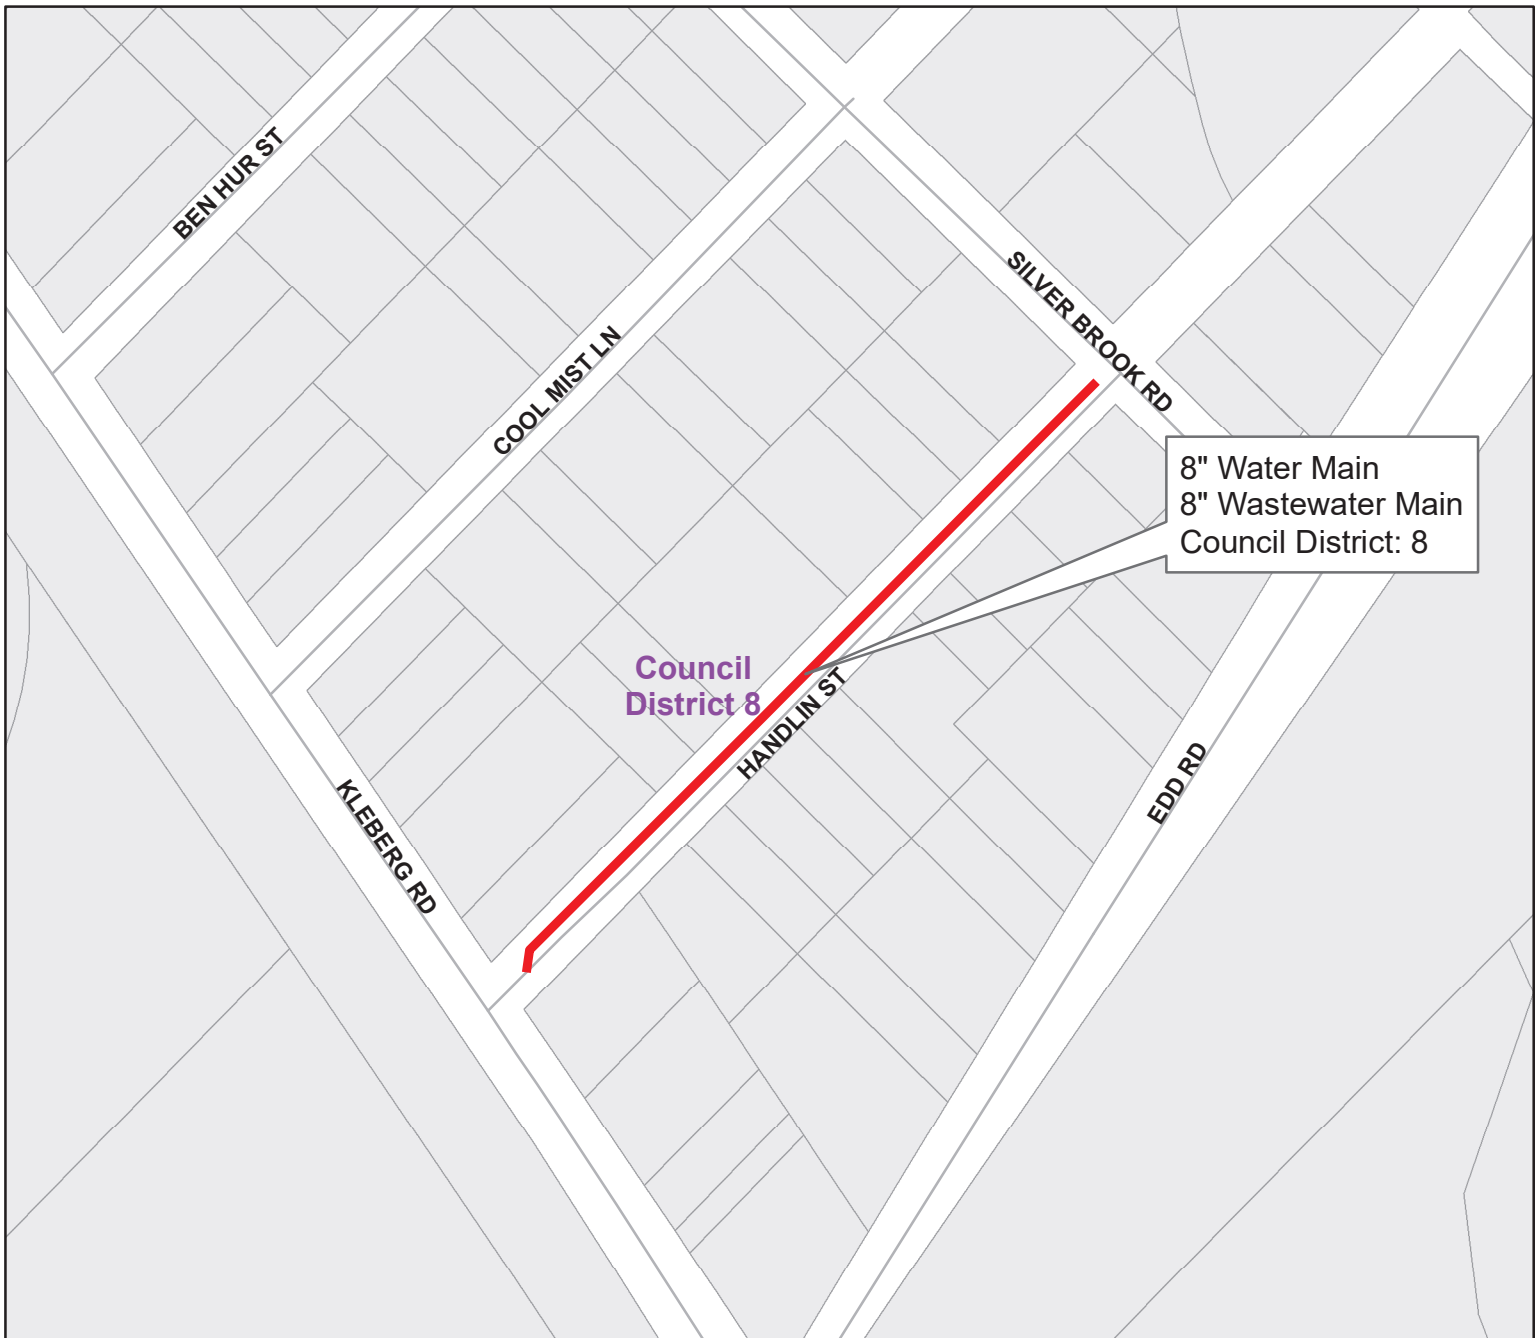 BEN HUR ST
SILVER BROOK RD
COOL MIST LN
8" Water Main
8" Wastewater Main
Council District: 8
Council
District 8
HANDLIN ST
EDD RD
KLEBERG RD